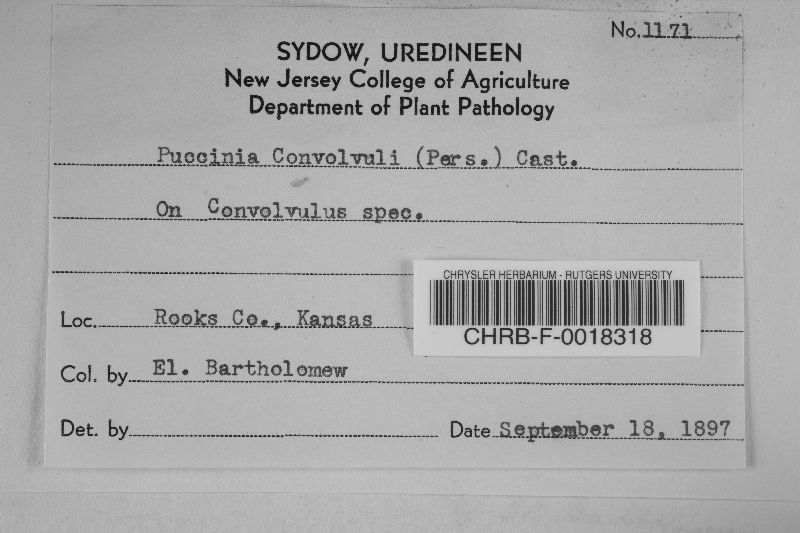 No. 1171
SYDOW, UREDINEEN
New Jersey College of Agriculture
Department of Plant Pathology
Puccinia Convolvuli (Pers.) Cast.
On Convolvulus spec.
CHRYSLER HERBARIUM - RUTGERS UNIVERSITY
CHRB-F-0018318
Loc. Rooks Co., Kansas
Col. by El. Bartholomew
Det. by
Date September 18, 1897